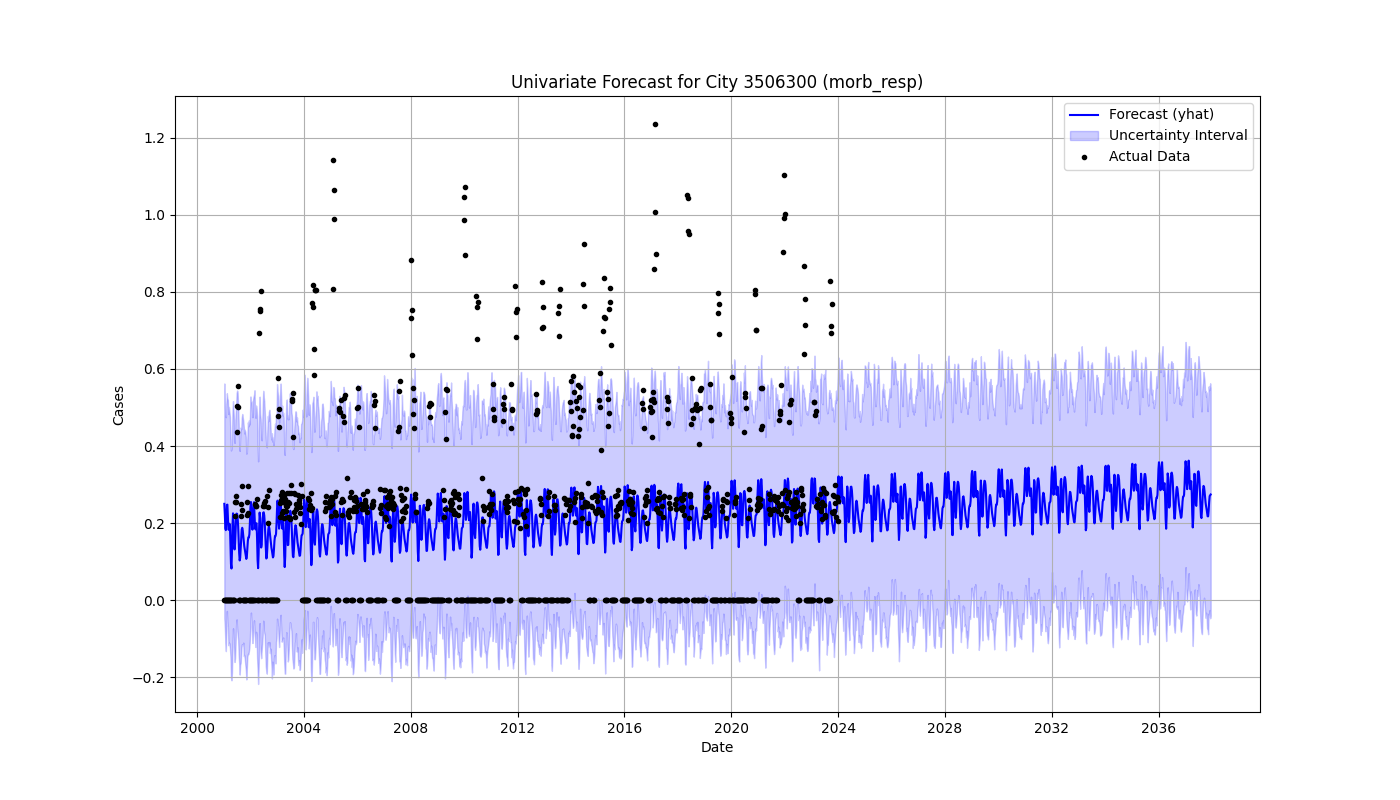 Univariate Forecast for City 3506300 (morb_resp)
Forecast (yhat)
Uncertainty Interval
Actual Data
Cases
1.2
1.0
0.8
0.6
0.4
0.2
0.0
−0.2
2000 2004 2008 2012 2016 2020 2024 2028 2032 2036
Date